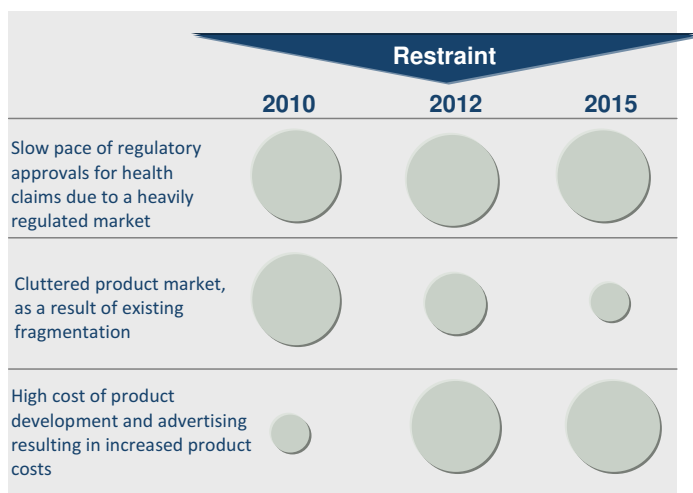 Restraint
2010 2012 2015
Slow pace of regulatory
approvals for health
claims due to a heavily
regulated market
Cluttered product market,
as a result of existing
fragmentation
High cost of product
development and advertising
resulting in increased product
costs